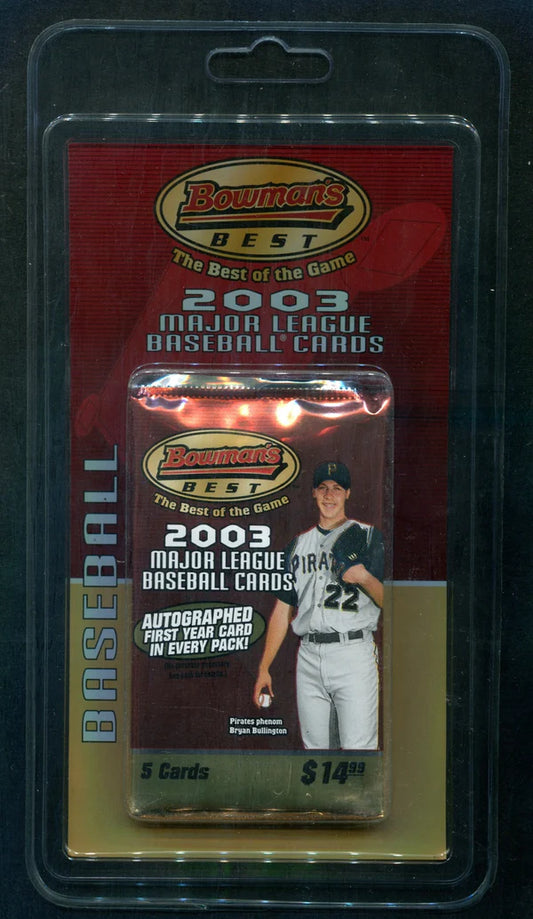 Bowman's
BEST
The Best of the Game
2003
MAJOR LEAGUE
BASEBALL® CARDS
BASEBALL
Bowman's
BEST
The Best of the Game
2003
MAJOR LEAGUE
BASEBALL CARDS
AUTOGRAPHED
FIRST YEAR CARD
IN EVERY PACK!
P
PIRAT
22
Pirates phenom
Bryan Bullington
5 Cards
$14.99